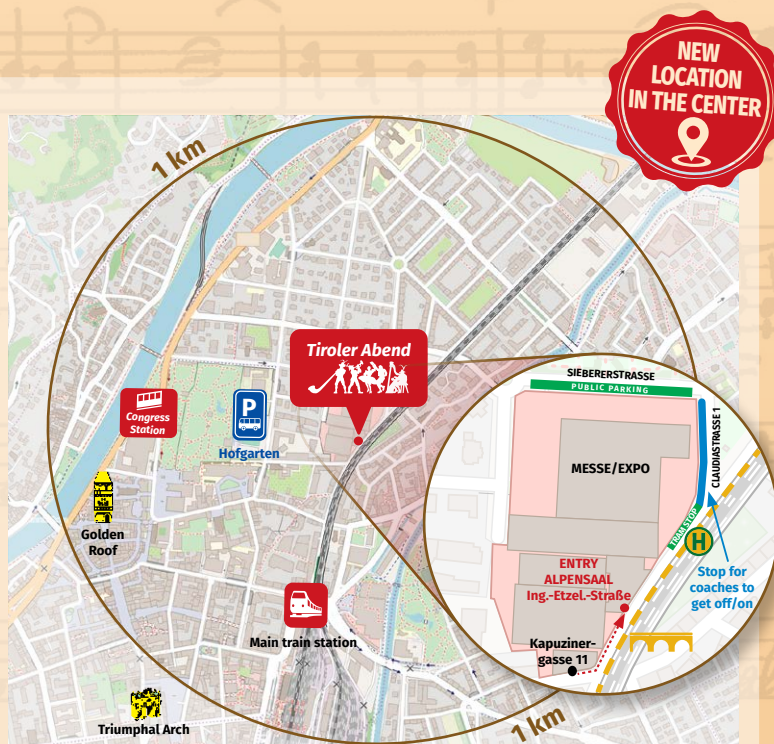 NEW
LOCATION
IN THE CENTER
1 km
Tiroler Abend
Congress
Station
P
Hofgarten
Golden
Roof
Main train station
Triumphal Arch
1 km
SIEBERERSTRASSE
PUBLIC PARKING
CLAUDIASTRASSE 1
MESSE/EXPO
TRAM STOP
H
Stop for
coaches to
get off/on
ENTRY
ALPENSAAL
Ing.-Etzel.-Straße
Kapuziner-
gasse 11